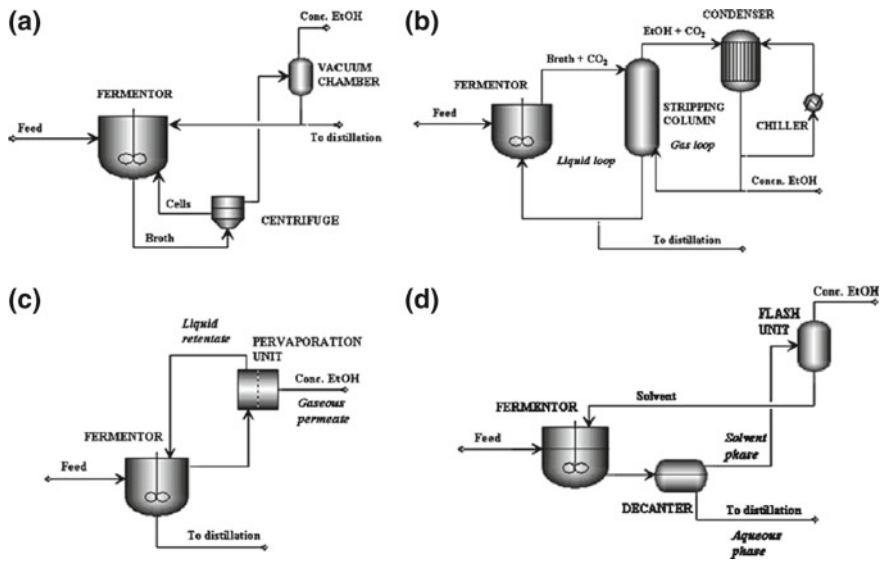 (a)
Conc. EtOH
VACUUM
CHAMBER
FERMENTOR
Feed
To distillation
Cells
CENTRIFUGE
Broth
(b)
CONDENSER
EtOH + CO2
Broth + CO2
FERMENTOR
Feed
STRIPPING
COLUMN
Gas loop
CHILLER
Liquid loop
Concn. EtOH
To distillation
(c)
Liquid
retentate
PERVAPORATION
UNIT
Conc. EtOH
Gaseous
permeate
FERMENTOR
Feed
To distillation
(d)
Conc. EtOH
FLASH
UNIT
Solvent
FERMENTOR
Feed
Solvent
phase
DECANTER
To distillation
Aqueous
phase